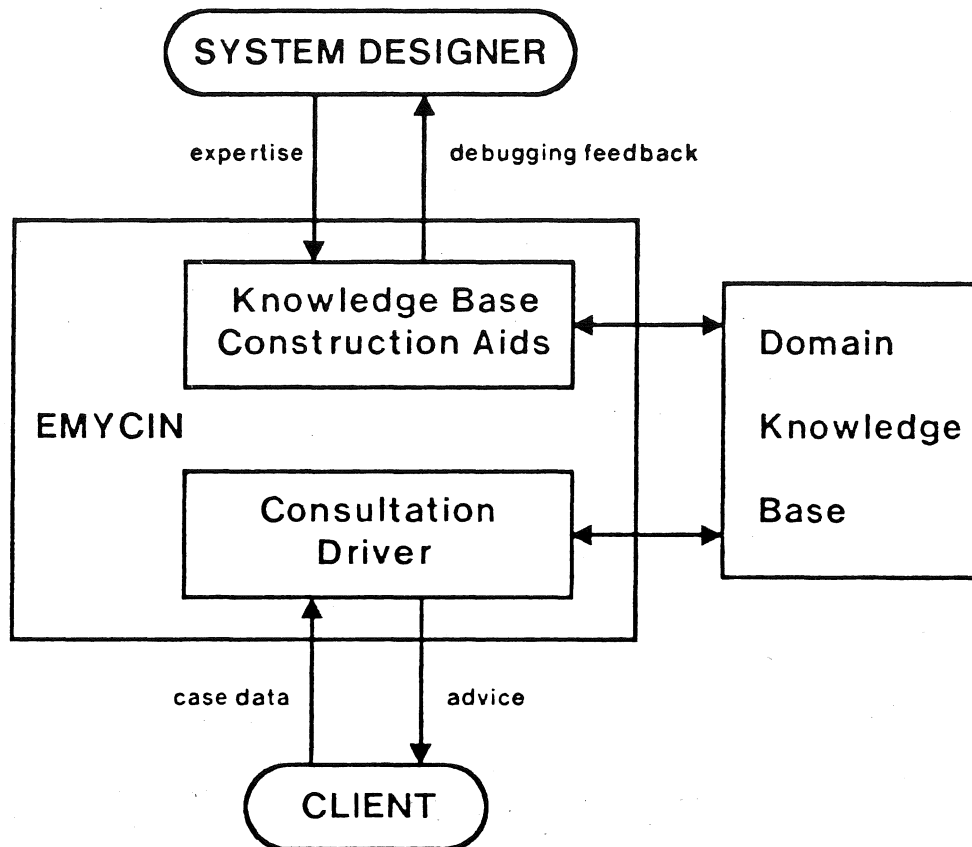 SYSTEM DESIGNER
expertise
debugging feedback
Knowledge Base
Construction Aids
Domain
EMYCIN
Knowledge
Consultation
Driver
Base
case data
advice
CLIENT